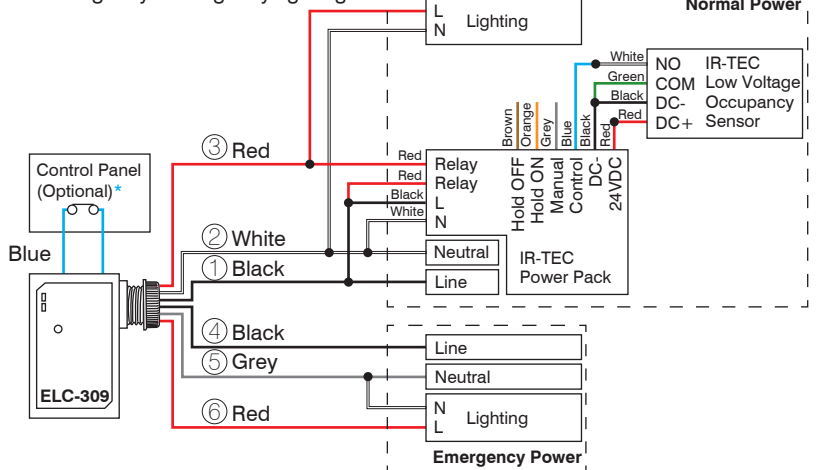 Normal Power
L
N
Lighting
White
Green
Black
Red
NO
COM
DC-
DC+
IR-TEC
Low Voltage
Occupancy
Sensor
Brown
Orange
Grey
Blue
Black
Red
Control Panel
(Optional)*
Blue
③ Red
Red
Red
Black
White
Relay
Relay
L
N
Hold OFF
Hold ON
Manual
Control
DC-
24VDC
IR-TEC
Power Pack
② White
Neutral
① Black
Line
ELC-309
④ Black
Line
⑤ Grey
Neutral
⑥ Red
N
L
Lighting
Emergency Power